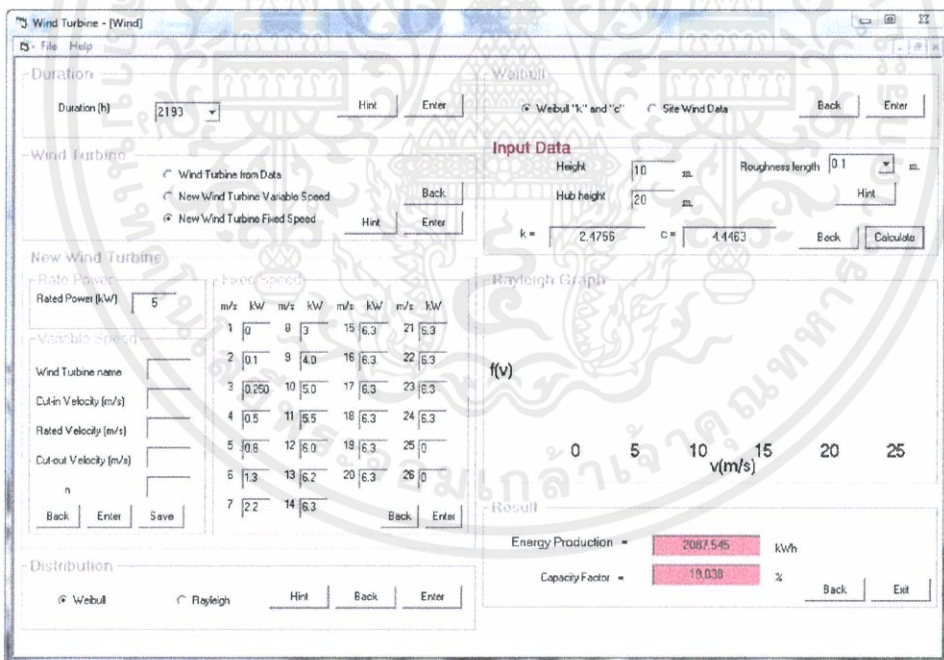 Wind Turbine - [Wind]
File Help
Duration
Duration (h) 2193 Hint Enter
Wind Turbine
Wind Turbine from Data
New Wind Turbine Variable Speed Back
New Wind Turbine Fixed Speed Hint Enter
New Wind Turbine
Rate Power
Rated Power (kW) 5
Variable Speed
Wind Turbine name
Cut-in Velocity (m/s)
Rated Velocity (m/s)
Cut-out Velocity (m/s)
n
Back Enter Save
Fixed Speed
m/s kW m/s kW m/s kW m/s kW
1 0 8 3 15 6.3 21 6.3
2 0.1 9 4.0 16 6.3 22 6.3
3 0.250 10 5.0 17 6.3 23 6.3
4 0.5 11 5.5 18 6.3 24 6.3
5 0.8 12 6.0 19 6.3 25 0
6 1.3 13 6.2 20 6.3 26 0
7 2.2 14 6.3
Back Enter
Distribution
Weibull Rayleigh Hint Back Enter
Weibull
Weibull "k" and "c" Site Wind Data Back Enter
Input Data
Height 10 m. Roughness length 0.1 m.
Hub height 20 m. Hint
k = 2.4756 c = 4.4463 Back Calculate
Rayleigh Graph
f(v)
0 5 10 15 20 25
v(m/s)
Result
Energy Production = 2087.545 kWh
Capacity Factor = 19.038 %
Back Exit